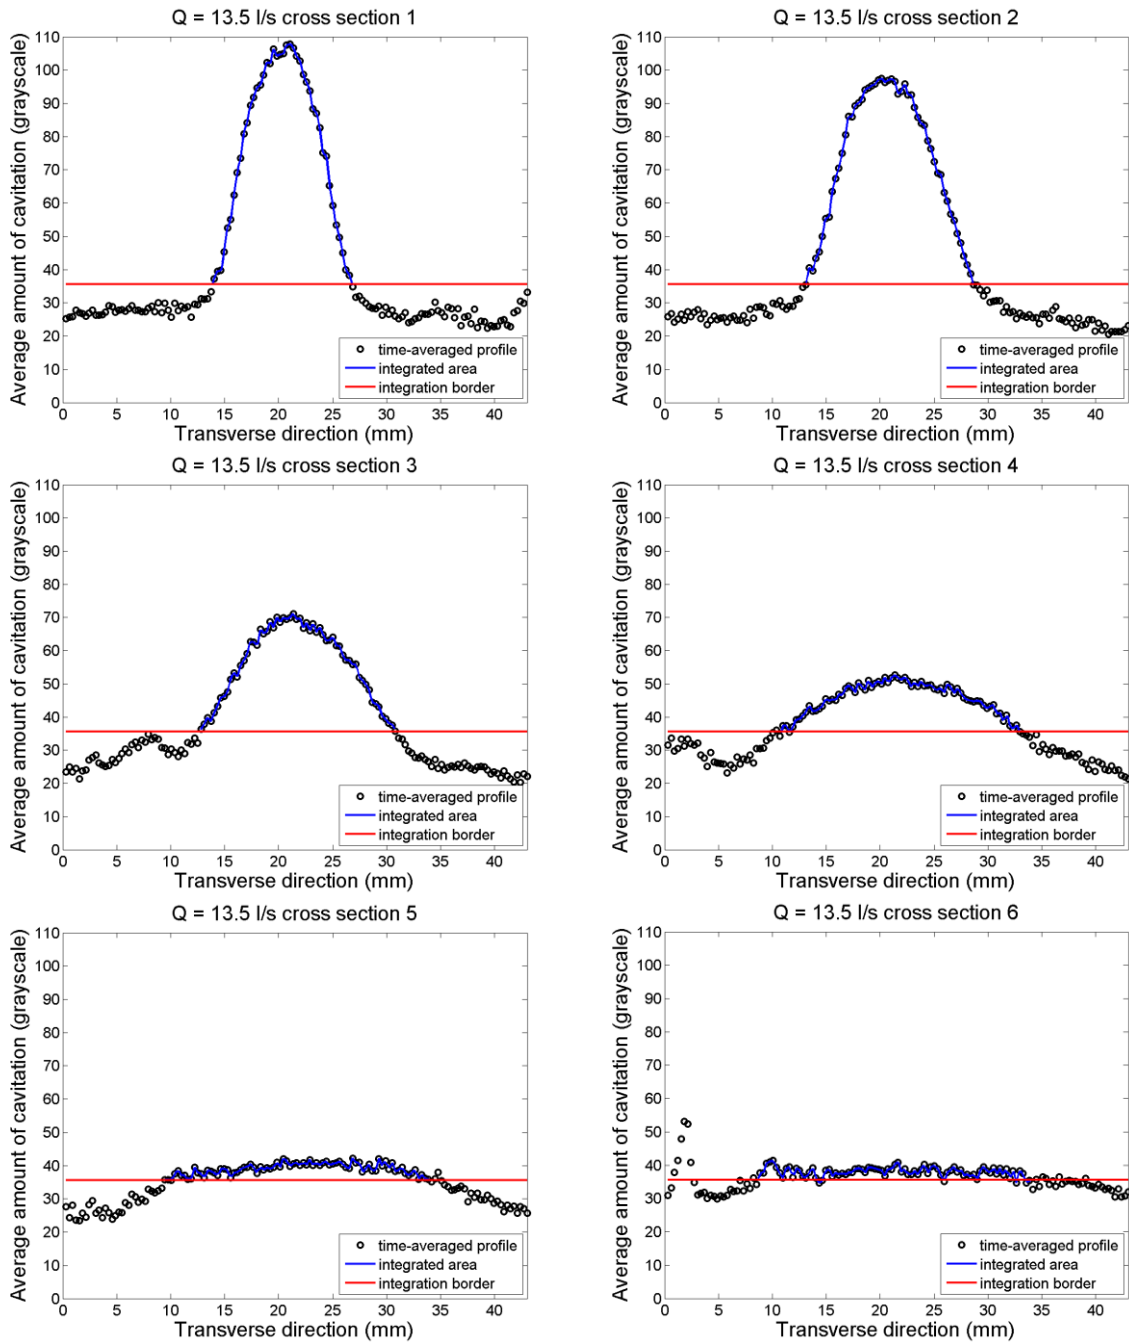 Q = 13.5 l/s cross section 1
Average amount of cavitation (grayscale)
110
100
90
80
70
60
50
40
30
20
10
0
time-averaged profile
integrated area
integration border
0 5 10 15 20 25 30 35 40
Transverse direction (mm)
Q = 13.5 l/s cross section 2
Average amount of cavitation (grayscale)
110
100
90
80
70
60
50
40
30
20
10
0
time-averaged profile
integrated area
integration border
0 5 10 15 20 25 30 35 40
Transverse direction (mm)
Q = 13.5 l/s cross section 3
Average amount of cavitation (grayscale)
110
100
90
80
70
60
50
40
30
20
10
0
time-averaged profile
integrated area
integration border
0 5 10 15 20 25 30 35 40
Transverse direction (mm)
Q = 13.5 l/s cross section 4
Average amount of cavitation (grayscale)
110
100
90
80
70
60
50
40
30
20
10
0
time-averaged profile
integrated area
integration border
0 5 10 15 20 25 30 35 40
Transverse direction (mm)
Q = 13.5 l/s cross section 5
Average amount of cavitation (grayscale)
110
100
90
80
70
60
50
40
30
20
10
0
time-averaged profile
integrated area
integration border
0 5 10 15 20 25 30 35 40
Transverse direction (mm)
Q = 13.5 l/s cross section 6
Average amount of cavitation (grayscale)
110
100
90
80
70
60
50
40
30
20
10
0
time-averaged profile
integrated area
integration border
0 5 10 15 20 25 30 35 40
Transverse direction (mm)